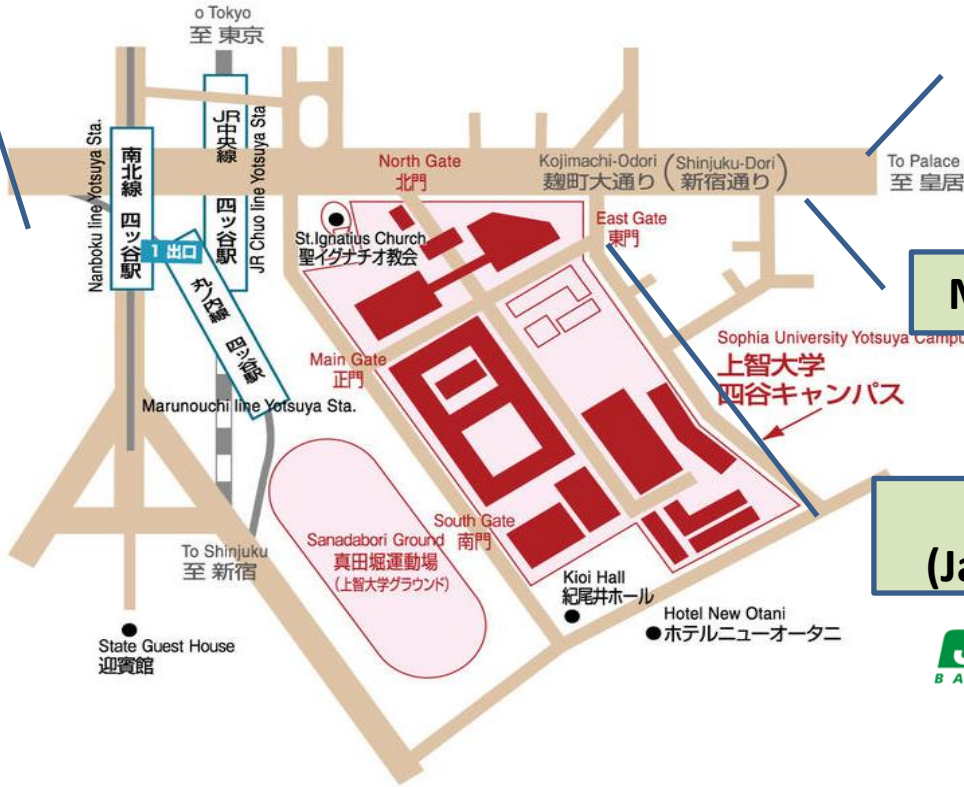 o Tokyo
至 東京
Nanboku line Yotsuya Sta.
南北線 四ッ谷駅
JR中央線 四ッ谷駅
JR Chuo line Yotsuya Sta
1 出口
丸ノ内線 四ッ谷駅
Marunouchi line Yotsuya Sta.
North Gate
北門
Kojimachi-Odori (Shinjuku-Dori)
麹町大通り (新宿通り)
To Palace
至 皇居
St.Ignatius Church
聖イグナチオ教会
East Gate
東門
Main Gate
正門
Sophia University Yotsuya Campu
上智大学
四谷キャンパス
South Gate
南門
Sanadabori Ground
真田堀運動場
(上智大学グラウンド)
To Shinjuku
至 新宿
Kioi Hall
紀尾井ホール
Hotel New Otani
ホテルニューオータニ
State Guest House
迎賓館
(Ja
B A